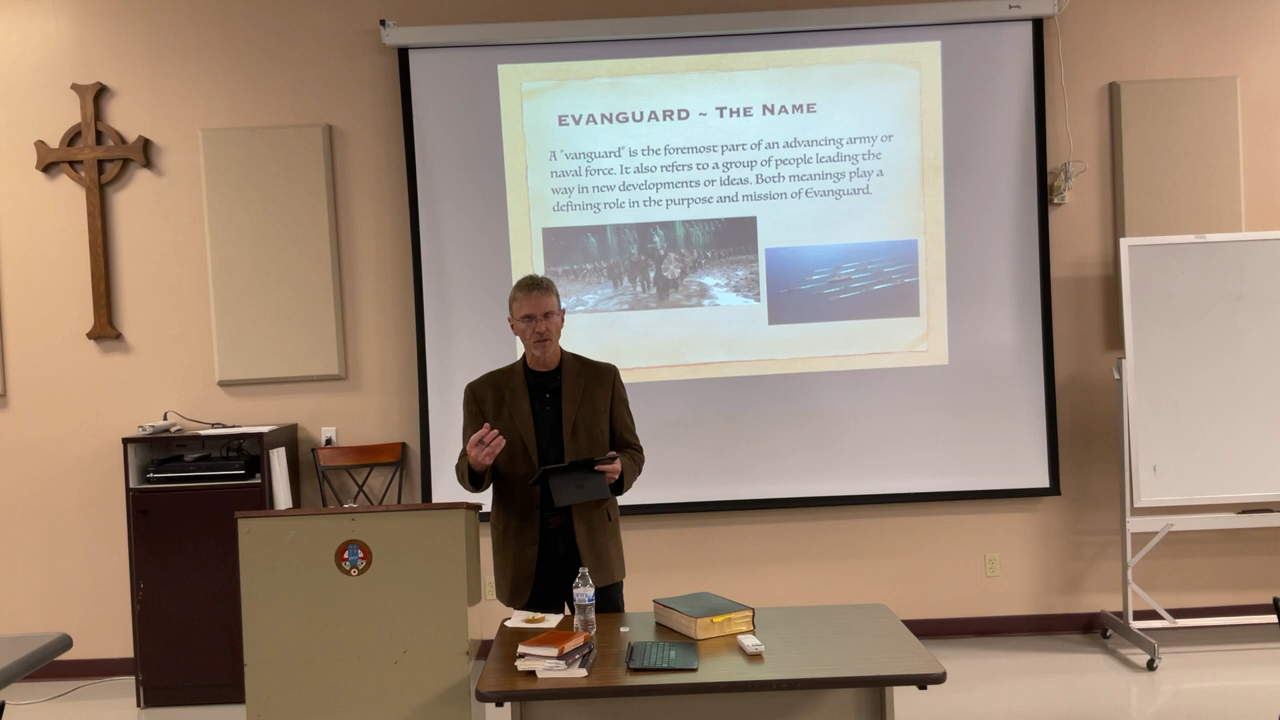 EVANGUARD ~ THE NAME
A "vanguard" is the foremost part of an advancing army or
naval force. It also refers to a group of people leading the
way in new developments or ideas. Both meanings play a
defining role in the purpose and mission of Evanguard.